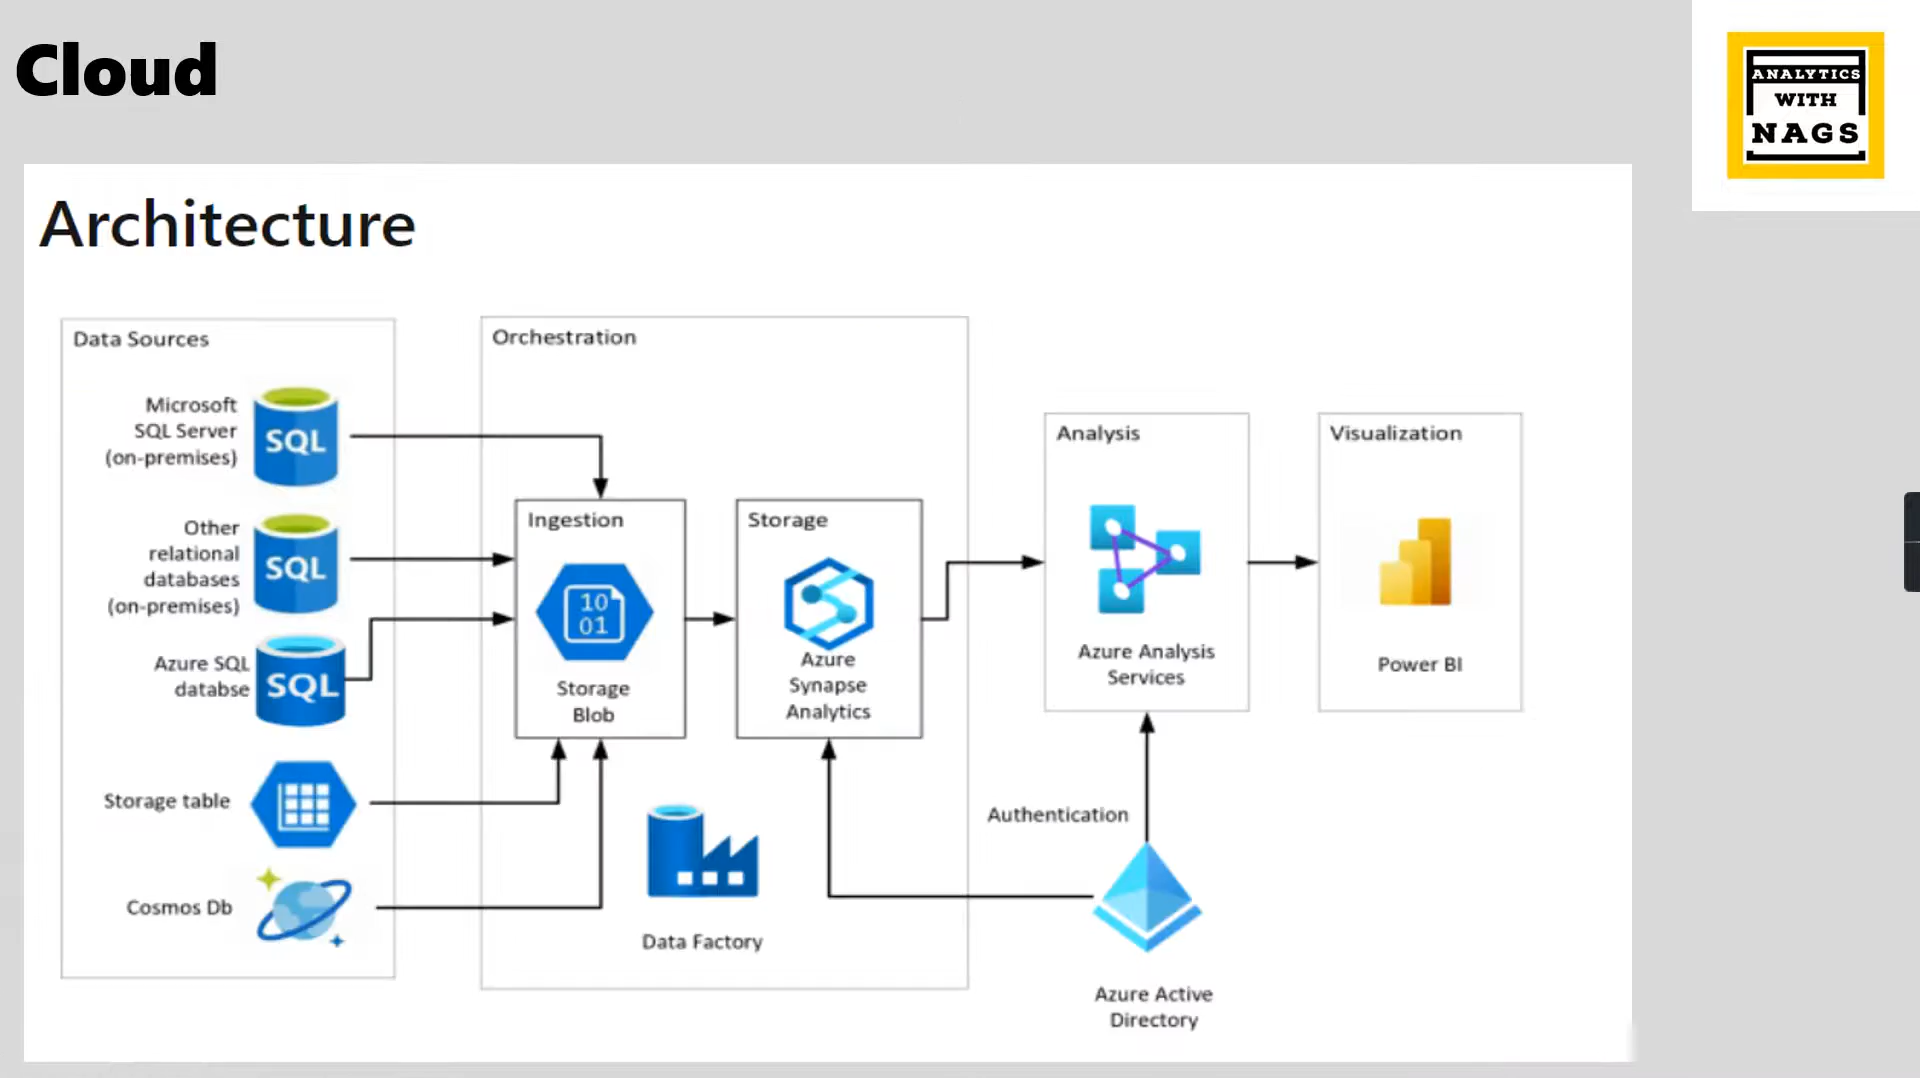 Cloud
ANALYTICS
WITH
NAGS
Architecture
Data Sources
Microsoft
SQL Server
(on-premises)
SQL
Other
relational
databases
(on-premises)
SQL
Azure SQL
databse
SQL
Storage table
Cosmos Db
Orchestration
Ingestion
10
01
Storage
Blob
Storage
Azure
Synapse
Analytics
Data Factory
Analysis
Azure Analysis
Services
Visualization
Power BI
Authentication
Azure Active
Directory